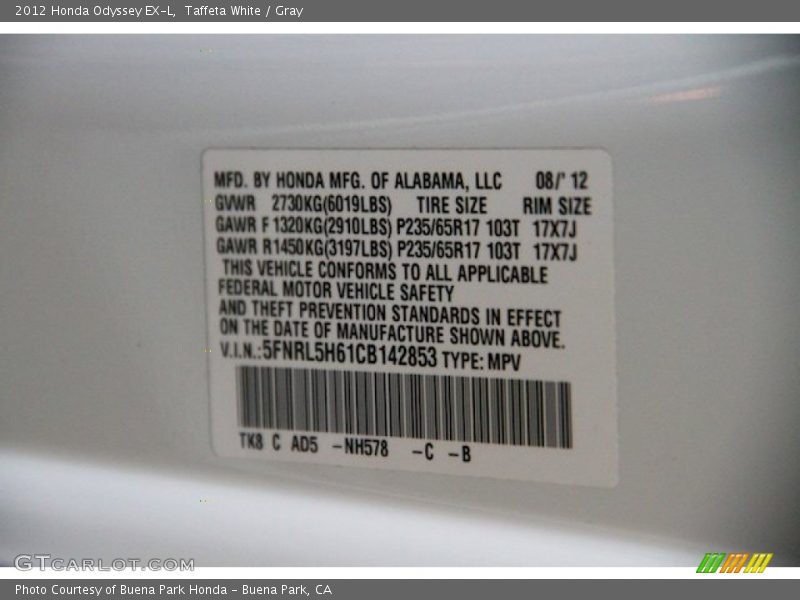 2012 Honda Odyssey EX-L, Taffeta White / Gray
MFD. BY HONDA MFG. OF ALABAMA, LLC 08/' 12
GVWR 2730KG(6019LBS) TIRE SIZE RIM SIZE
GAWR F 1320KG(2910LBS) P235/65R17 103T 17X7J
GAWR R1450KG(3197LBS) P235/65R17 103T 17X7J
THIS VEHICLE CONFORMS TO ALL APPLICABLE
FEDERAL MOTOR VEHICLE SAFETY
AND THEFT PREVENTION STANDARDS IN EFFECT
ON THE DATE OF MANUFACTURE SHOWN ABOVE.
V.I.N.:5FNRL5H61CB142853 TYPE: MPV
TK8 C AD5 -NH578 -C -B
GTCARLOT.COM
Photo Courtesy of Buena Park Honda - Buena Park, CA